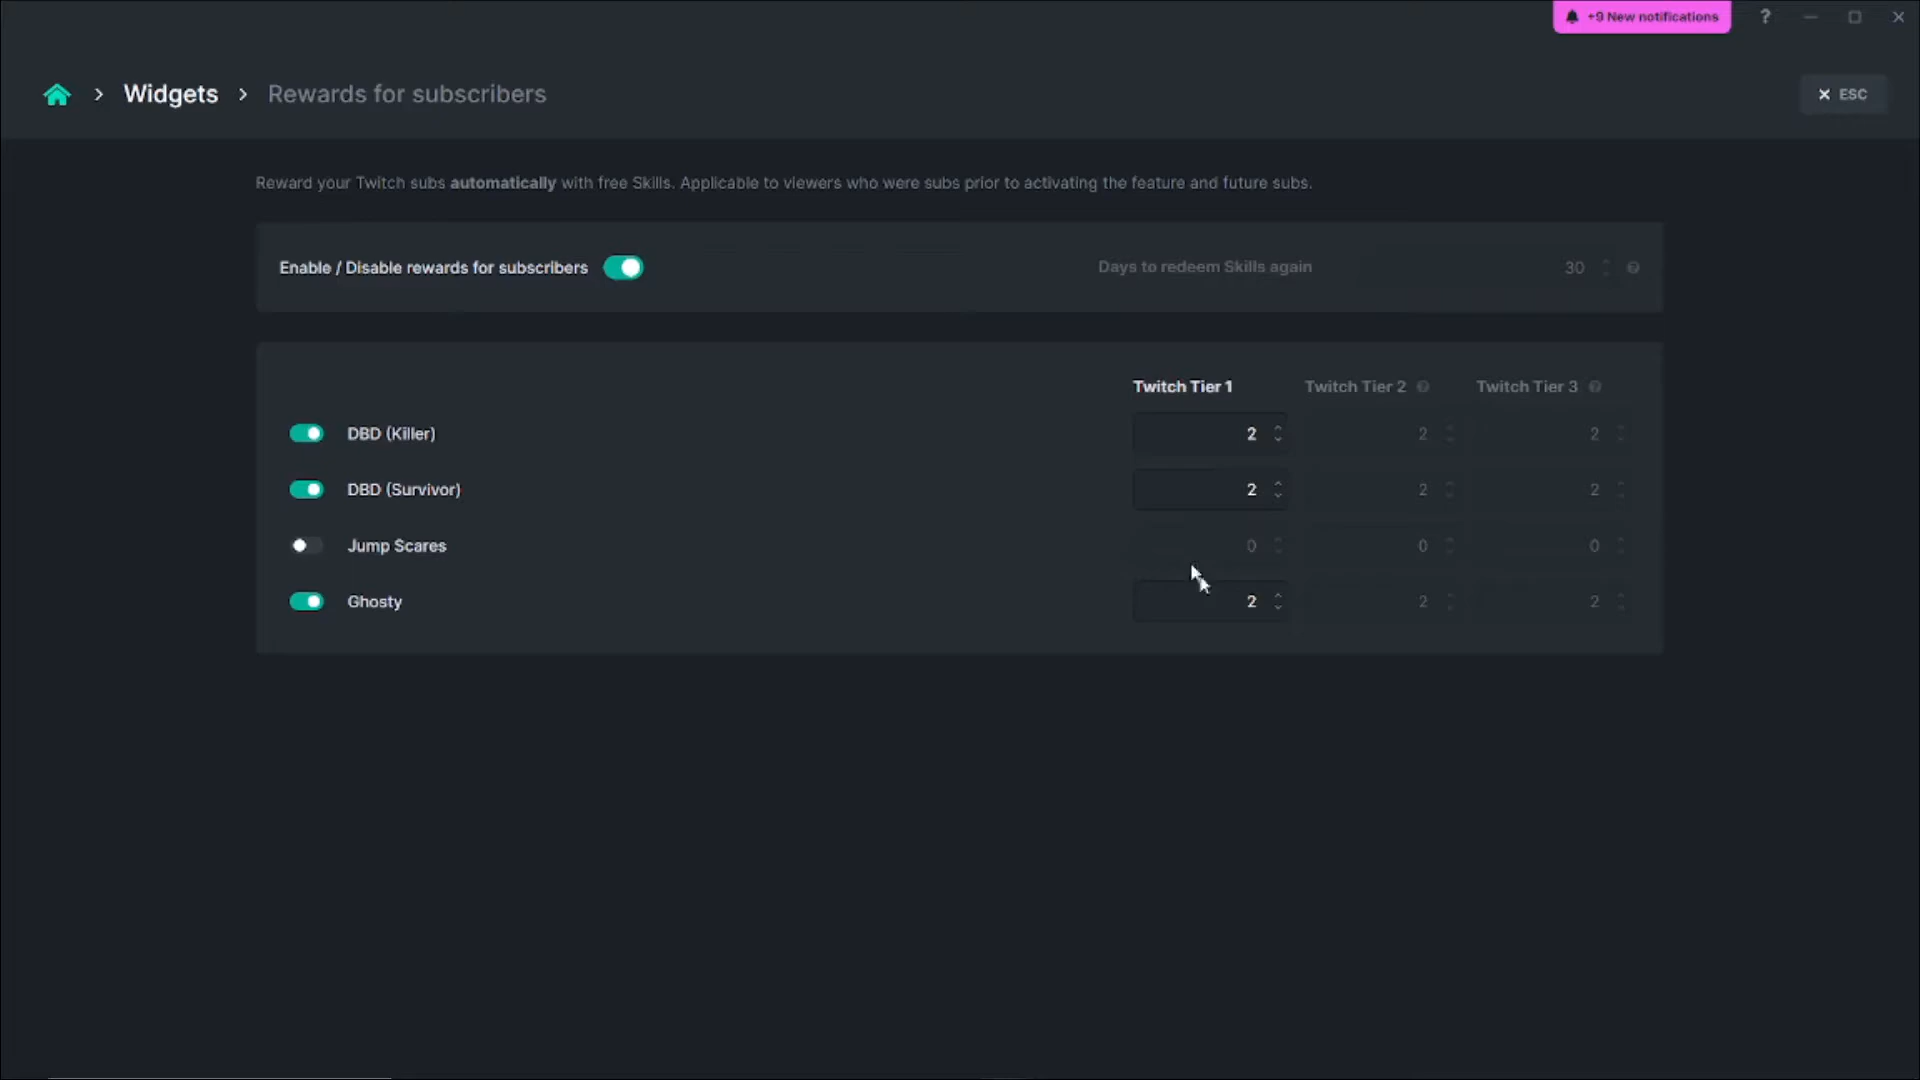 +9 New notifications ?
Widgets > Rewards for subscribers
× ESC
Reward your Twitch subs automatically with free Skills. Applicable to viewers who were subs prior to activating the feature and future subs.
Enable / Disable rewards for subscribers Days to redeem Skills again 30
Twitch Tier 1 Twitch Tier 2 Twitch Tier 3
DBD (Killer) 2 2 2
DBD (Survivor) 2 2 2
Jump Scares 0 0 0
Ghosty 2 2 2